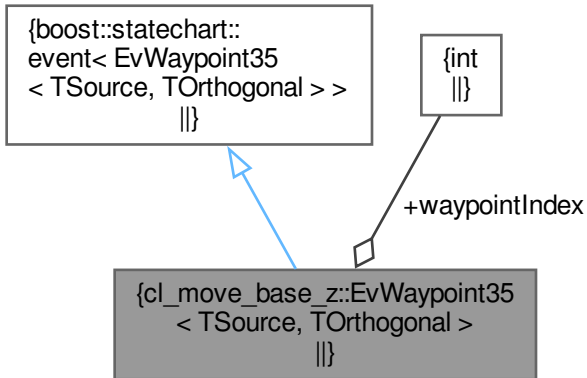 {boost::statechart::
event< EvWaypoint35
< TSource, TOrthogonal > >
||}
{int
||}
+waypointIndex
{cl_move_base_z::EvWaypoint35
< TSource, TOrthogonal >
||}